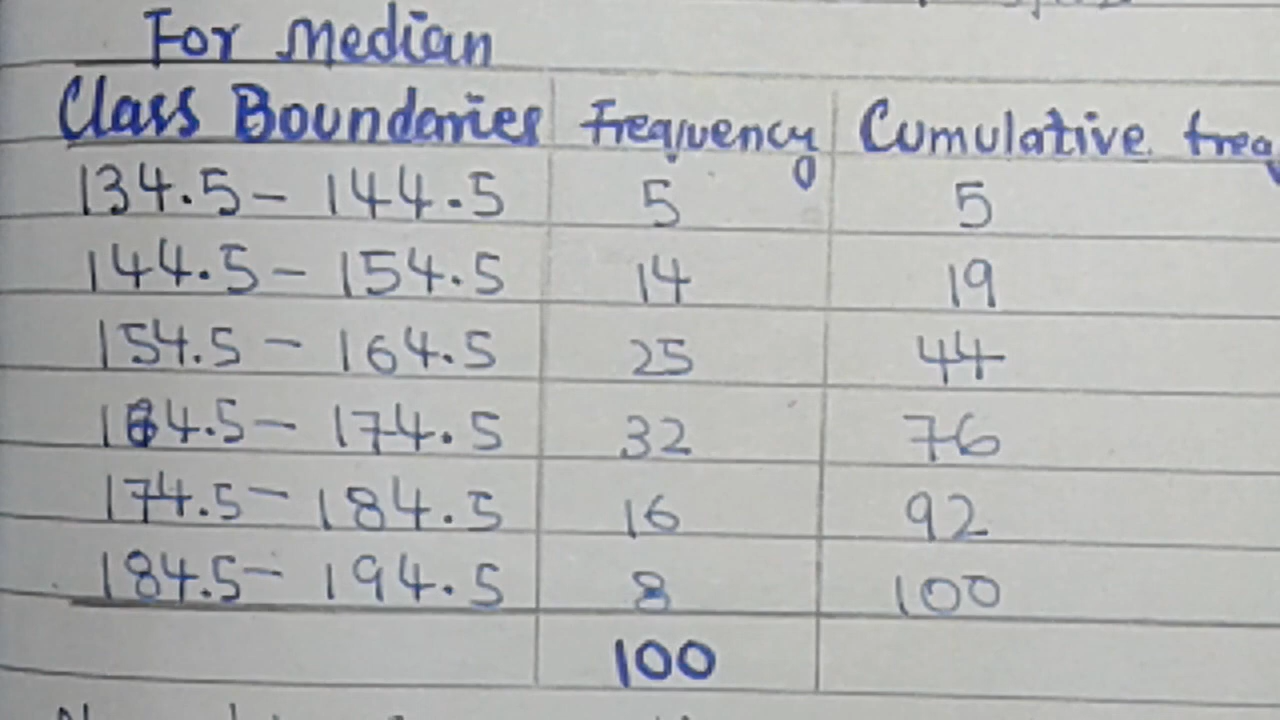 For Median
Class Boundaries Frequency Cumulative freq
134.5 - 144.5 5 5
144.5 - 154.5 14 19
154.5 - 164.5 25 44
164.5 - 174.5 32 76
174.5 - 184.5 16 92
184.5 - 194.5 8 100
100